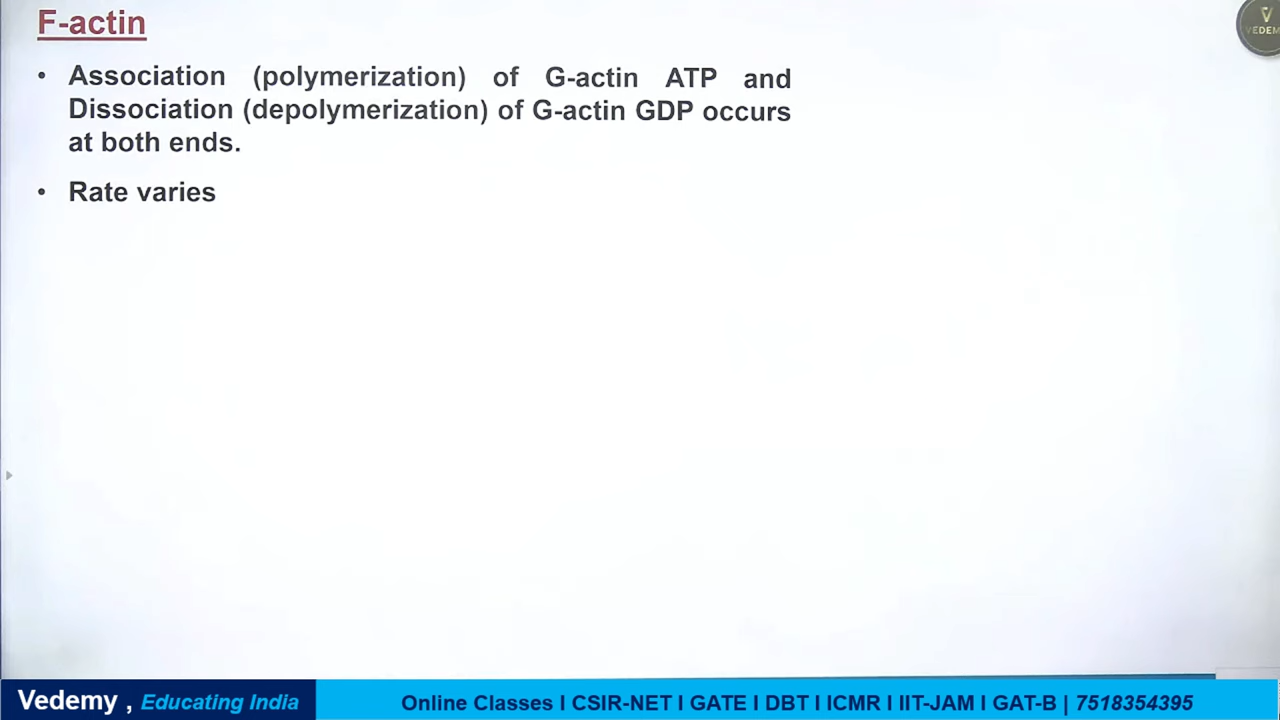 F-actin
• Association (polymerization) of G-actin ATP and
Dissociation (depolymerization) of G-actin GDP occurs
at both ends.
• Rate varies
V
VEDEM
Vedemy , Educating India
Online Classes I CSIR-NET I GATE I DBT I ICMR I IIT-JAM I GAT-B | 7518354395